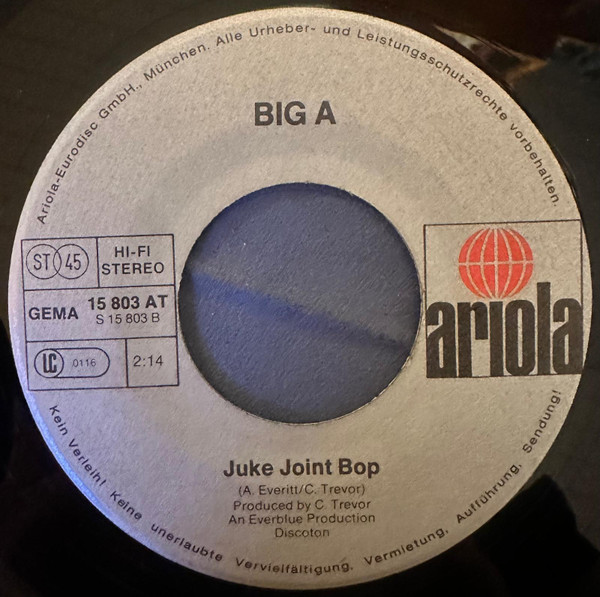 Ariola-Eurodisc GmbH., München. Alle Urheber- und Leistungsschutzrechte vorbehalten.
BIG A
ST 45
HI-FI
STEREO
GEMA
15 803 AT
S 15 803 B
LC 0116
2:14
ariola
Juke Joint Bop
(A. Everitt/C. Trevor)
Produced by C. Trevor
An Everblue Production
Discoton
Kein Verleih! Keine unerlaubte Vervielfältigung, Vermietung, Aufführung, Sendung!